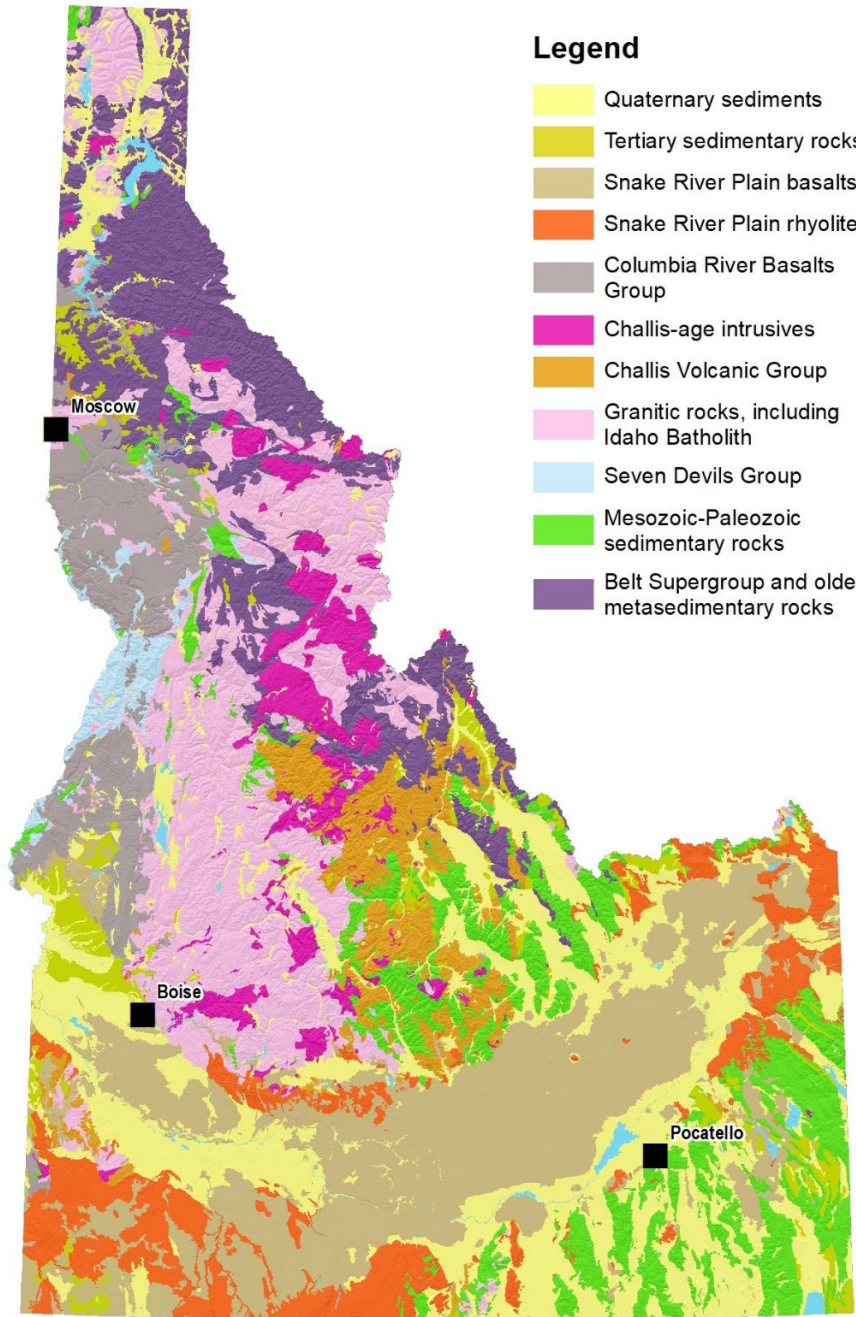 Legend
Quaternary sediments
Tertiary sedimentary rocks
Snake River Plain basalts
Snake River Plain rhyolite
Columbia River Basalts
Group
Challis-age intrusives
Challis Volcanic Group
Granitic rocks, including
Idaho Batholith
Seven Devils Group
Mesozoic-Paleozoic
sedimentary rocks
Belt Supergroup and olde
metasedimentary rocks
Moscow
Boise
Pocatello